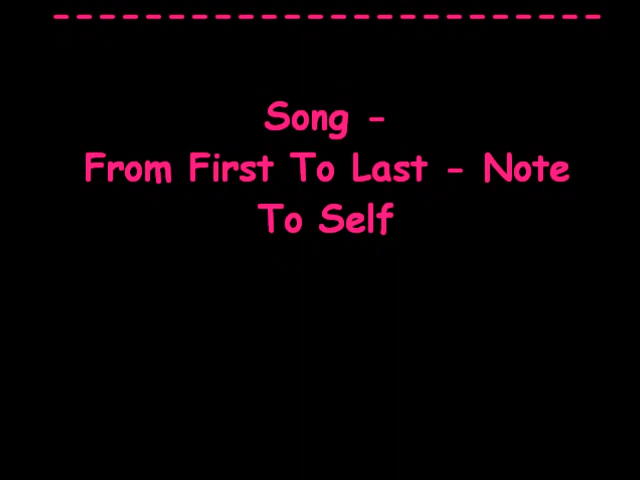 ------------------------
Song -
From First To Last - Note
To Self